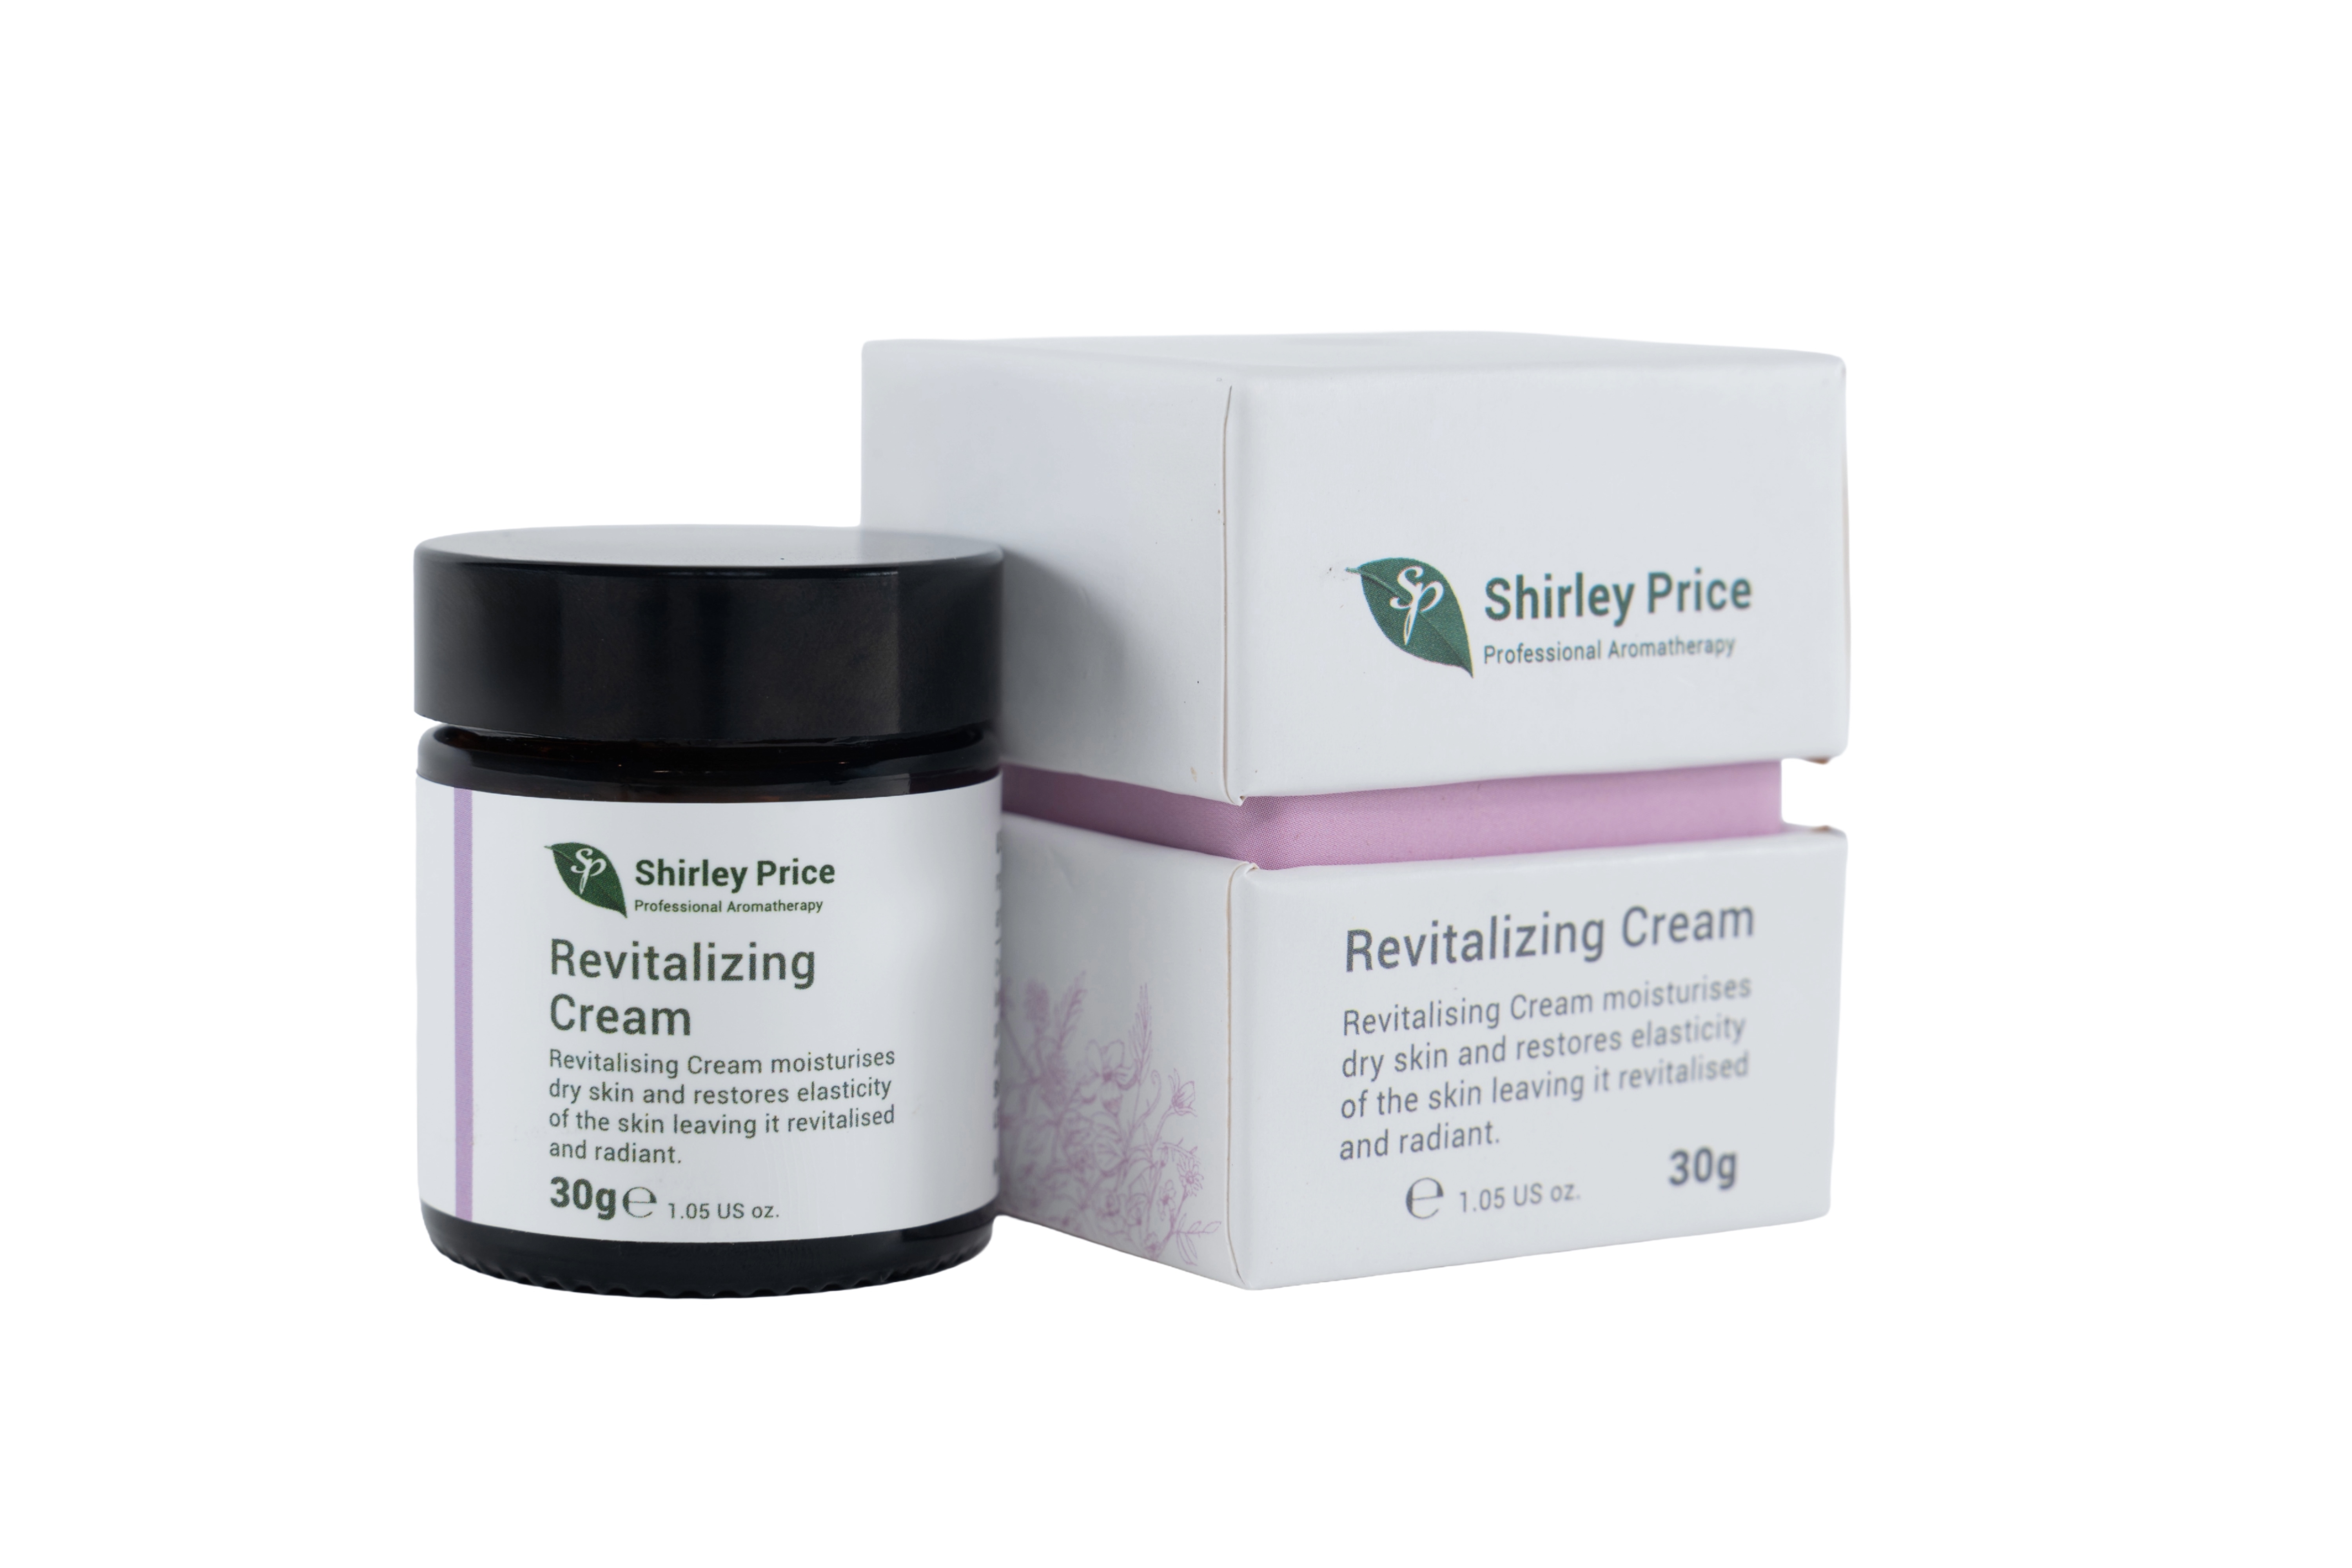 sp
Shirley Price
Professional Aromatherapy
Revitalizing
Cream
Revitalising Cream moisturises
dry skin and restores elasticity
of the skin leaving it revitalised
and radiant.
30g ℮ 1.05 US oz.
sp
Shirley Price
Professional Aromatherapy
Revitalizing Cream
Revitalising Cream moisturises
dry skin and restores elasticity
of the skin leaving it revitalised
and radiant.
30g
℮ 1.05 US oz.